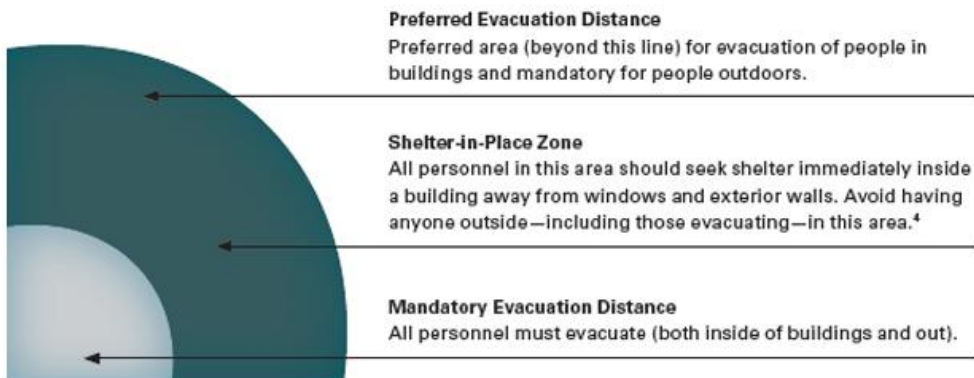 Preferred Evacuation Distance
Preferred area (beyond this line) for evacuation of people in
buildings and mandatory for people outdoors.
Shelter-in-Place Zone
All personnel in this area should seek shelter immediately inside
a building away from windows and exterior walls. Avoid having
anyone outside—including those evacuating—in this area.⁴
Mandatory Evacuation Distance
All personnel must evacuate (both inside of buildings and out).